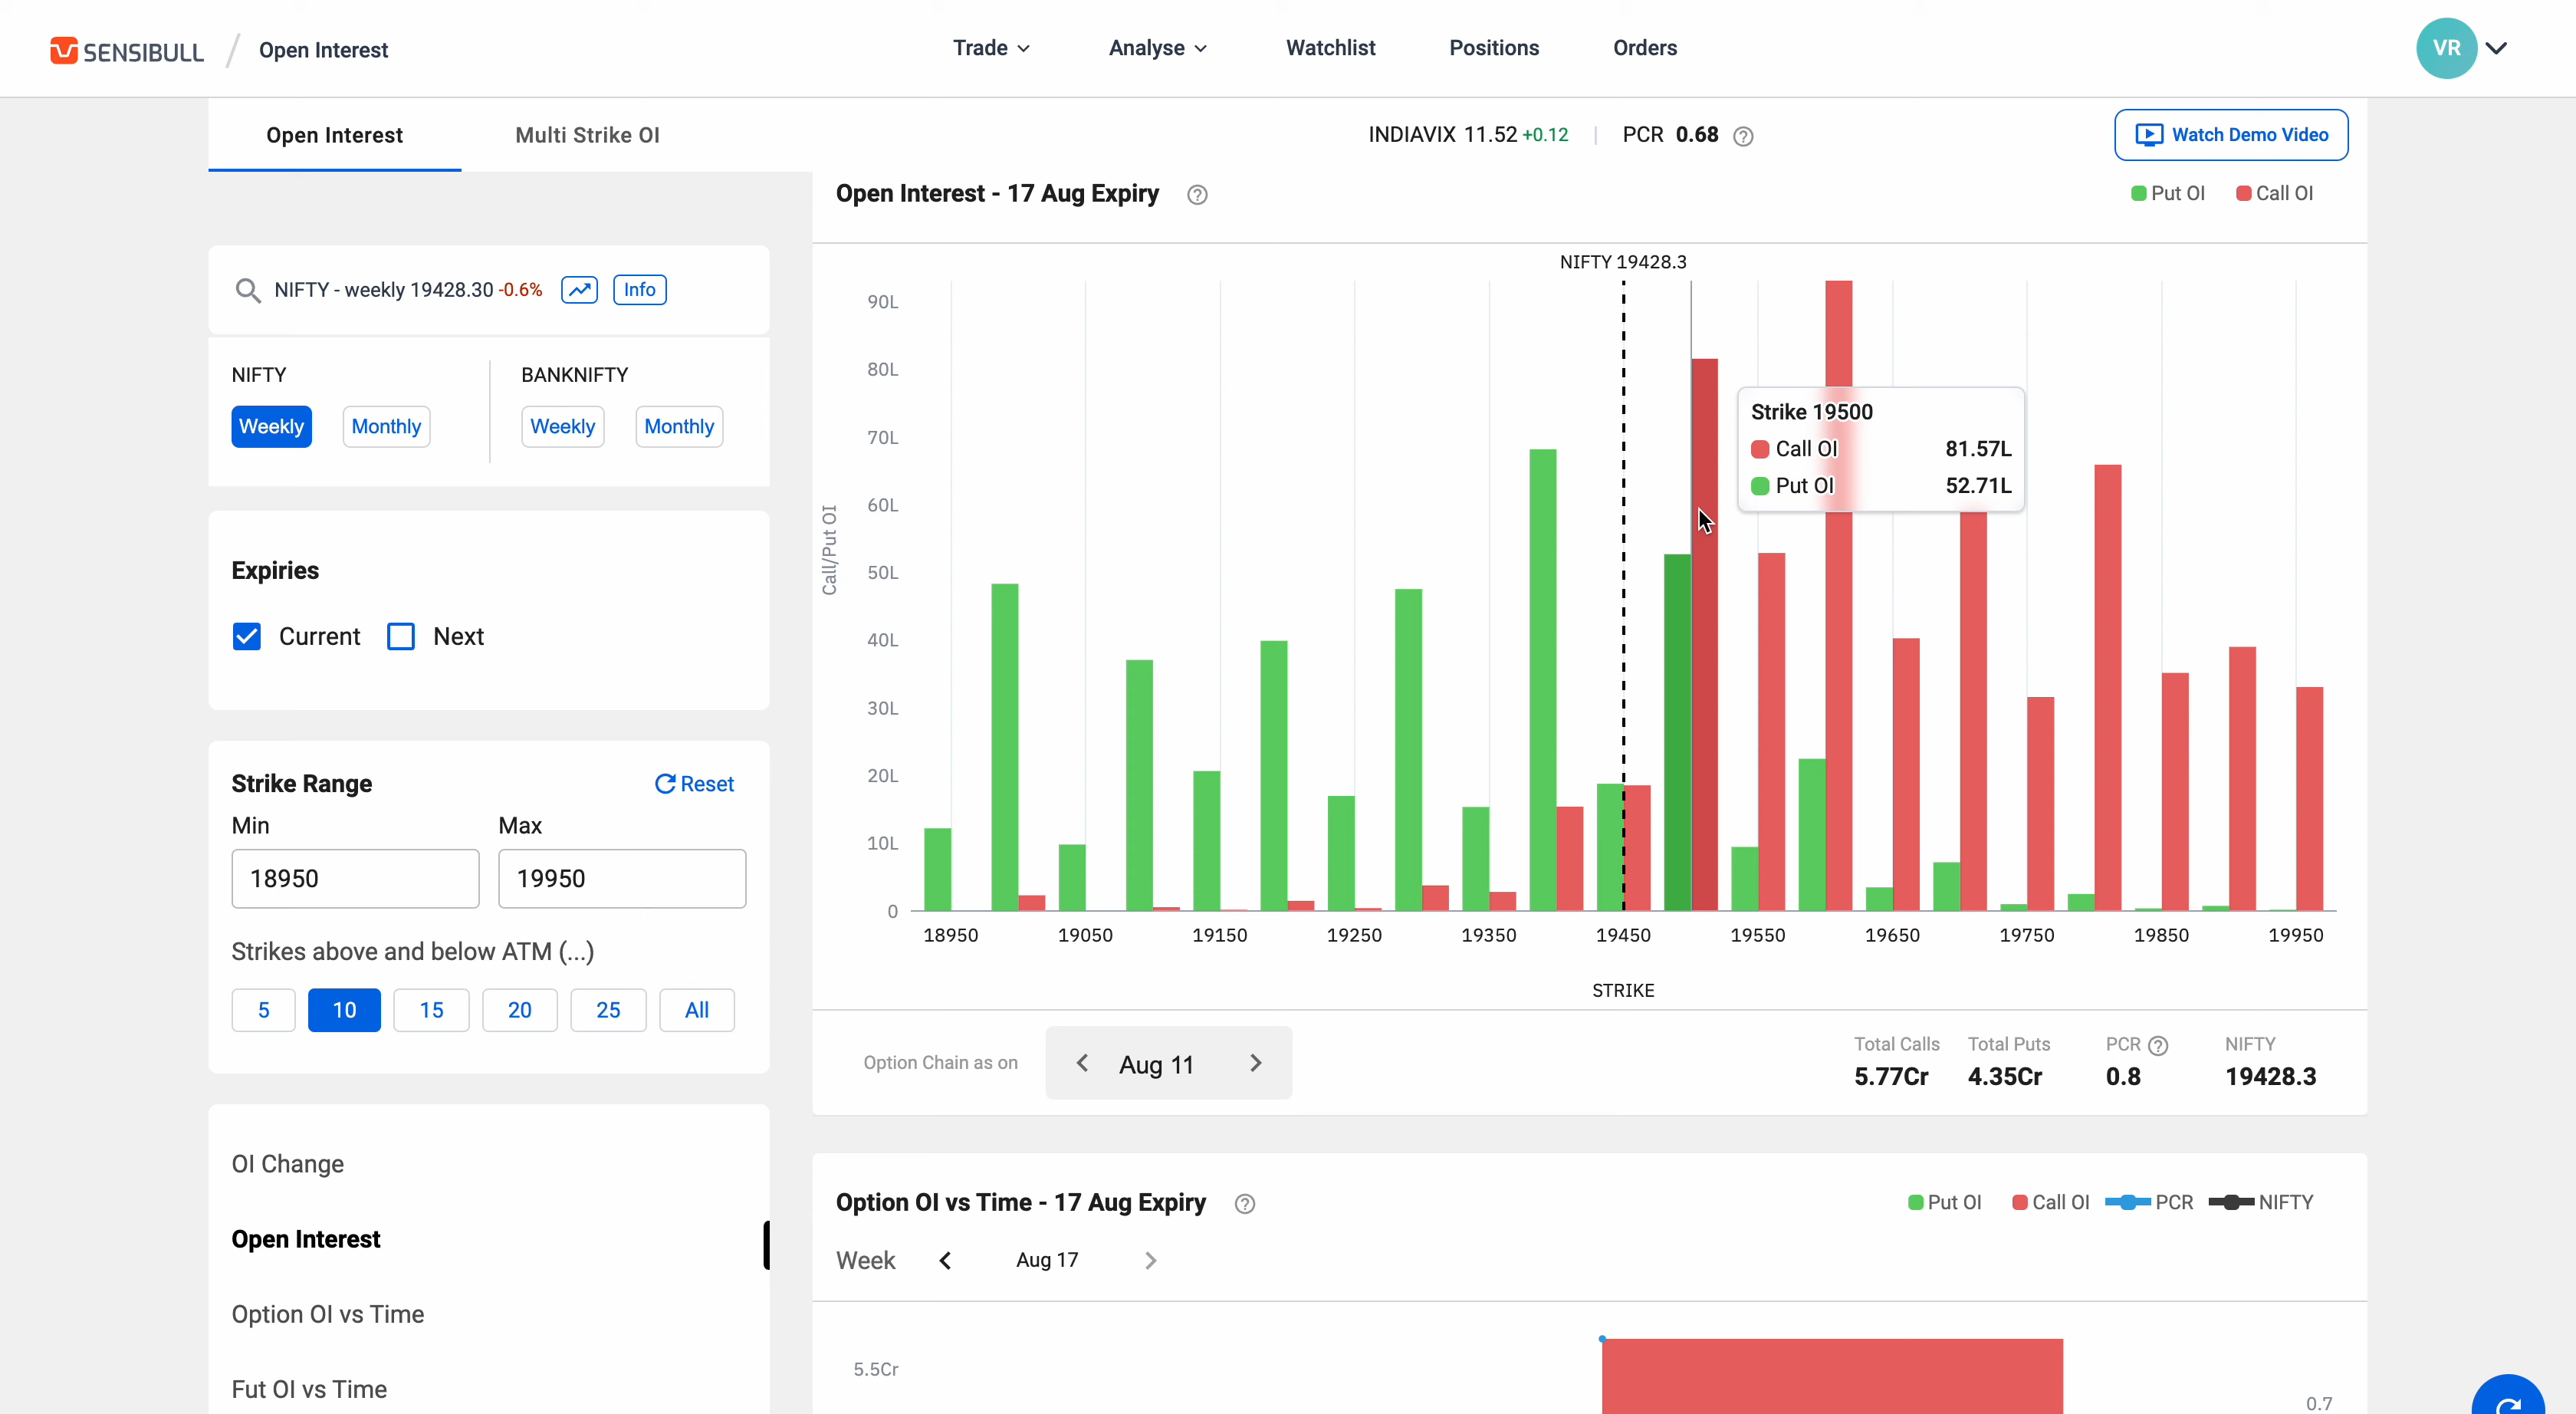 SENSIBULL / Open Interest
Trade
Analyse
Watchlist
Positions
Orders
VR
Open Interest
Multi Strike OI
INDIAVIX 11.52 +0.12 | PCR 0.68
Watch Demo Video
Open Interest - 17 Aug Expiry
Put OI
Call OI
NIFTY - weekly 19428.30 -0.6%
Info
NIFTY
BANKNIFTY
Weekly
Monthly
Weekly
Monthly
Expiries
Current
Next
Strike Range
Reset
Min
Max
18950
19950
Strikes above and below ATM (...)
5
10
15
20
25
All
OI Change
Open Interest
Option OI vs Time
Fut OI vs Time
NIFTY 19428.3
Call/Put OI
90L
80L
70L
60L
50L
40L
30L
20L
10L
0
Strike 19500
Call OI 81.57L
Put OI 52.71L
18950
19050
19150
19250
19350
19450
19550
19650
19750
19850
19950
STRIKE
Option Chain as on
Aug 11
Total Calls
5.77Cr
Total Puts
4.35Cr
PCR
0.8
NIFTY
19428.3
Option OI vs Time - 17 Aug Expiry
Put OI
Call OI
PCR
NIFTY
Week
Aug 17
5.5Cr
0.7